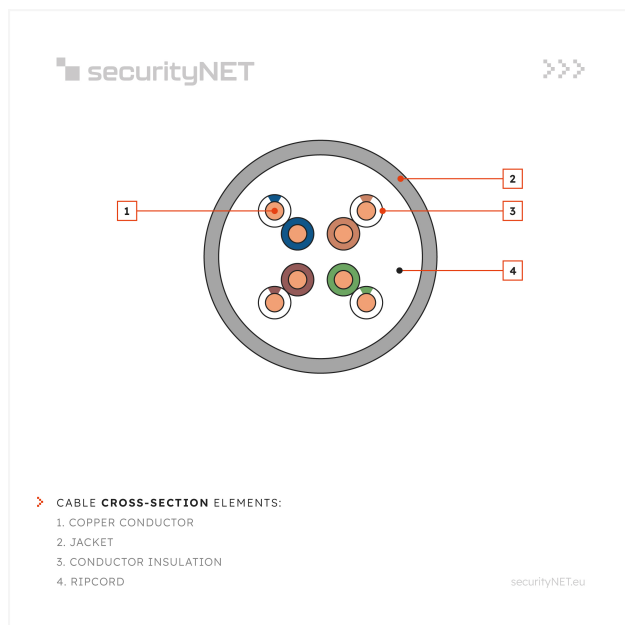 securityNET
2
1
3
4
CABLE CROSS-SECTION ELEMENTS:
1. COPPER CONDUCTOR
2. JACKET
3. CONDUCTOR INSULATION
4. RIPCORD
securityNET.eu